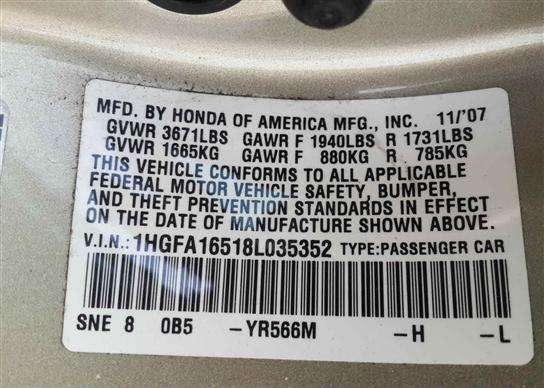 MFD. BY HONDA OF AMERICA MFG., INC. 11/'07
GVWR 3671LBS GAWR F 1940LBS R 1731LBS
GVWR 1665KG GAWR F 880KG R 785KG
THIS VEHICLE CONFORMS TO ALL APPLICABLE
FEDERAL MOTOR VEHICLE SAFETY, BUMPER,
AND THEFT PREVENTION STANDARDS IN EFFECT
ON THE DATE OF MANUFACTURE SHOWN ABOVE.
V.I.N.: 1HGFA16518L035352 TYPE:PASSENGER CAR
SNE 8 0B5 -YR566M -H -L